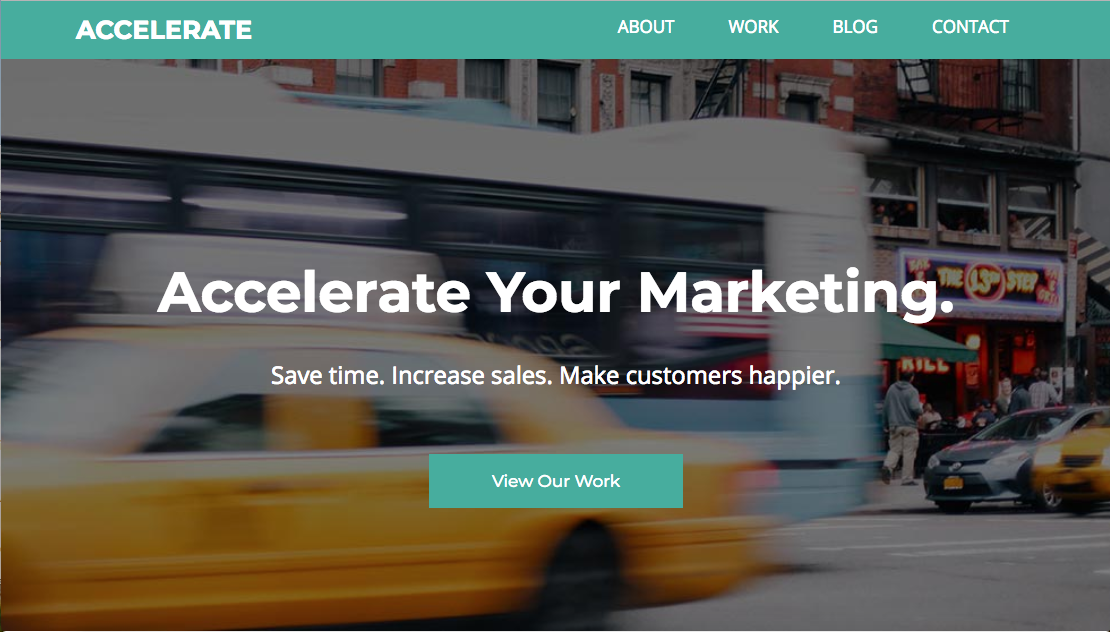 ACCELERATE
ABOUT WORK BLOG CONTACT
Accelerate Your Marketing.
Save time. Increase sales. Make customers happier.
View Our Work
THE 13TH STEP
GRILL